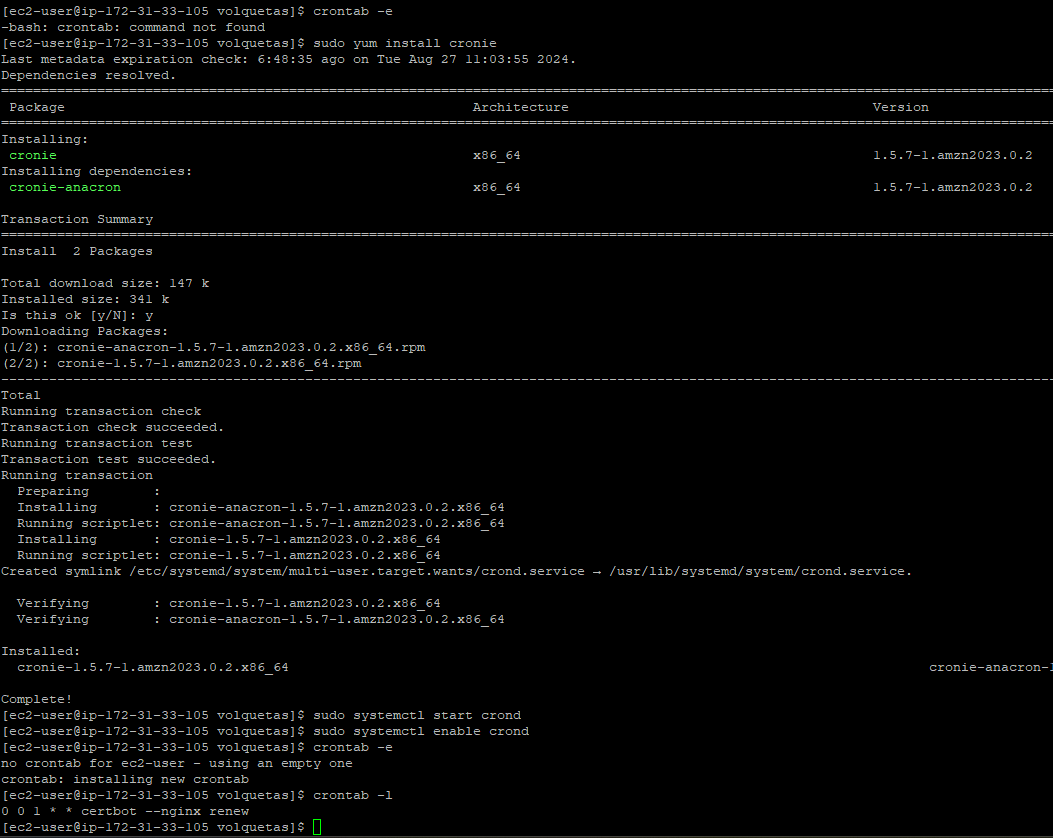 [ec2-user@ip-172-31-33-105 volquetas]$ crontab -e
-bash: crontab: command not found
[ec2-user@ip-172-31-33-105 volquetas]$ sudo yum install cronie
Last metadata expiration check: 6:48:35 ago on Tue Aug 27 11:03:55 2024.
Dependencies resolved.
Package Architecture Version
Installing:
cronie x86_64 1.5.7-1.amzn2023.0.2
Installing dependencies:
cronie-anacron x86_64 1.5.7-1.amzn2023.0.2
Transaction Summary
Install 2 Packages
Total download size: 147 k
Installed size: 341 k
Is this ok [y/N]: y
Downloading Packages:
(1/2): cronie-anacron-1.5.7-1.amzn2023.0.2.x86_64.rpm
(2/2): cronie-1.5.7-1.amzn2023.0.2.x86_64.rpm
Total
Running transaction check
Transaction check succeeded.
Running transaction test
Transaction test succeeded.
Running transaction
Preparing :
Installing : cronie-anacron-1.5.7-1.amzn2023.0.2.x86_64
Running scriptlet: cronie-anacron-1.5.7-1.amzn2023.0.2.x86_64
Installing : cronie-1.5.7-1.amzn2023.0.2.x86_64
Running scriptlet: cronie-1.5.7-1.amzn2023.0.2.x86_64
Created symlink /etc/systemd/system/multi-user.target.wants/crond.service → /usr/lib/systemd/system/crond.service.
Verifying : cronie-1.5.7-1.amzn2023.0.2.x86_64
Verifying : cronie-anacron-1.5.7-1.amzn2023.0.2.x86_64
Installed:
cronie-1.5.7-1.amzn2023.0.2.x86_64 cronie-anacron-1
Complete!
[ec2-user@ip-172-31-33-105 volquetas]$ sudo systemctl start crond
[ec2-user@ip-172-31-33-105 volquetas]$ sudo systemctl enable crond
[ec2-user@ip-172-31-33-105 volquetas]$ crontab -e
no crontab for ec2-user - using an empty one
crontab: installing new crontab
[ec2-user@ip-172-31-33-105 volquetas]$ crontab -l
0 0 1 * * certbot --nginx renew
[ec2-user@ip-172-31-33-105 volquetas]$